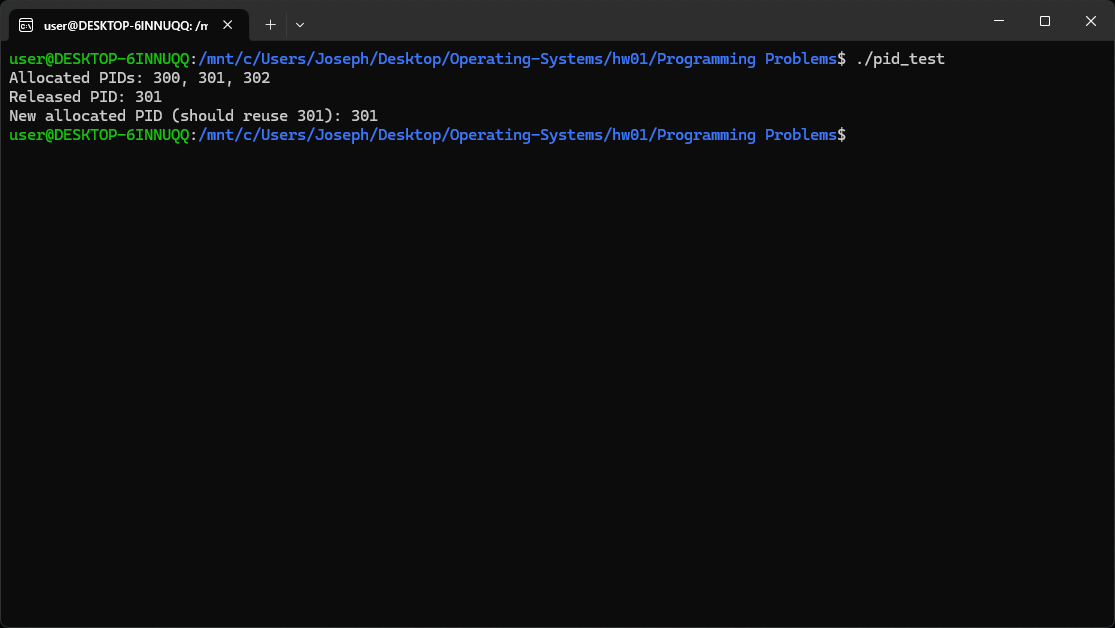 user@DESKTOP-6INNUQQ: /m
user@DESKTOP-6INNUQQ:/mnt/c/Users/Joseph/Desktop/Operating-Systems/hw01/Programming Problems$ ./pid_test
Allocated PIDs: 300, 301, 302
Released PID: 301
New allocated PID (should reuse 301): 301
user@DESKTOP-6INNUQQ:/mnt/c/Users/Joseph/Desktop/Operating-Systems/hw01/Programming Problems$